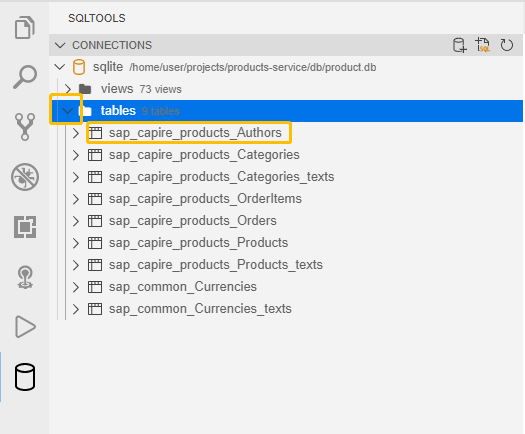 SQLTOOLS
CONNECTIONS
SQL
sqlite /home/user/projects/products-service/db/product.db
views 73 views
tables 9 tables
sap_capire_products_Authors
sap_capire_products_Categories
sap_capire_products_Categories_texts
sap_capire_products_OrderItems
sap_capire_products_Orders
sap_capire_products_Products
sap_capire_products_Products_texts
sap_common_Currencies
sap_common_Currencies_texts